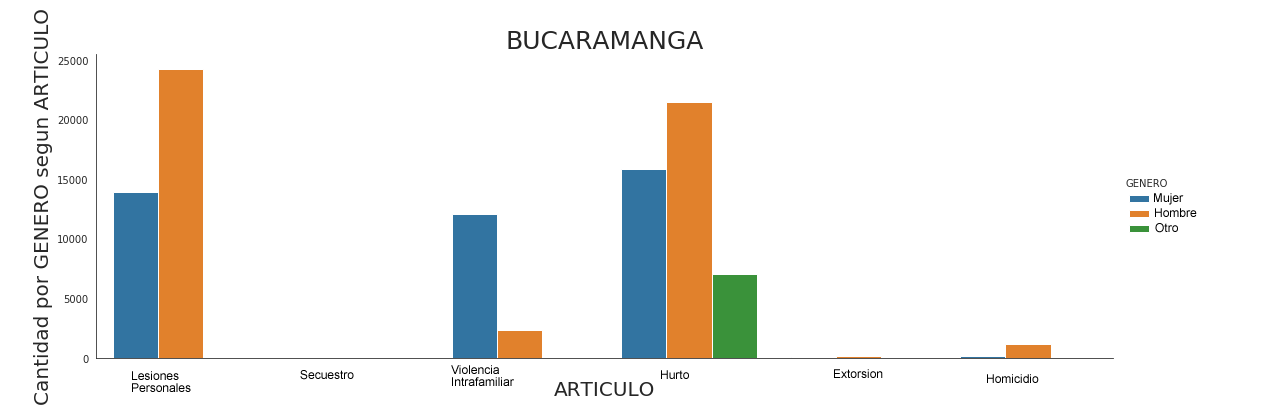 BUCARAMANGA
Cantidad por GENERO segun ARTICULO
25000
20000
15000
10000
5000
0
Lesiones
Personales
Secuestro
Violencia
Intrafamiliar
Hurto
Extorsion
Homicidio
ARTICULO
GENERO
Mujer
Hombre
Otro